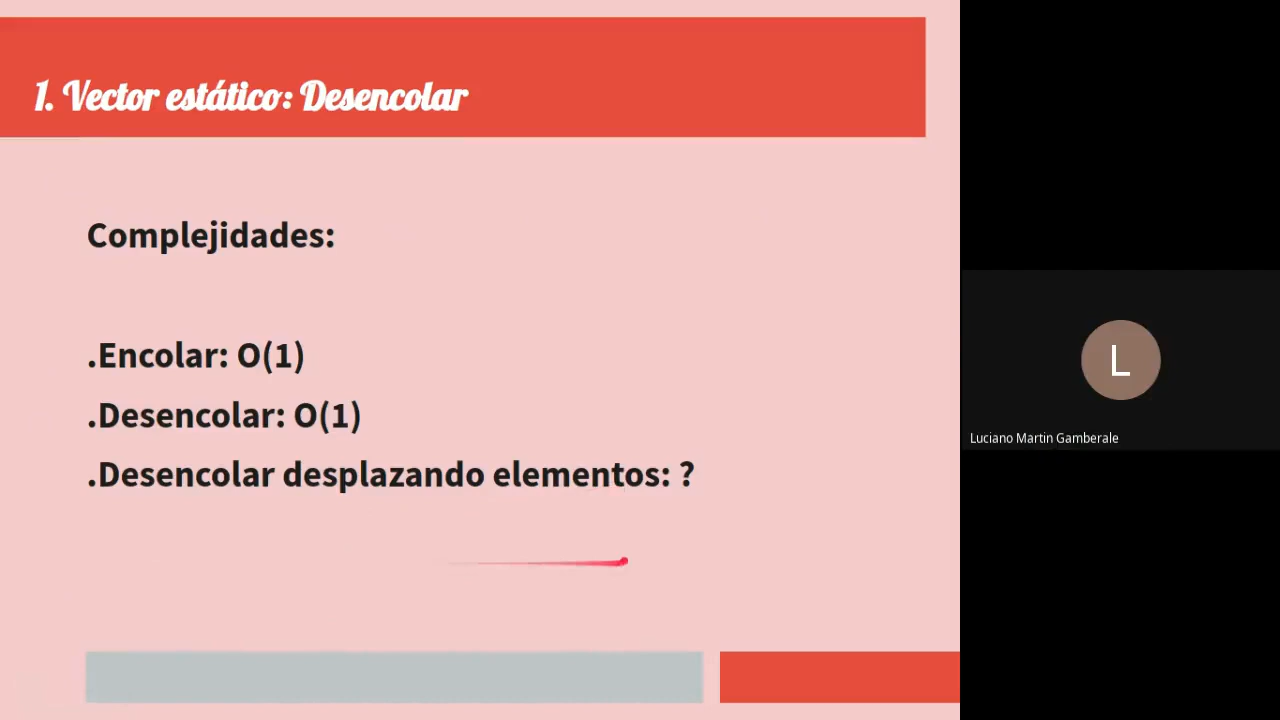 1. Vector estático: Desencolar
Complejidades:
.Encolar: O(1)
.Desencolar: O(1)
.Desencolar desplazando elementos: ?
L
Luciano Martin Gamberale